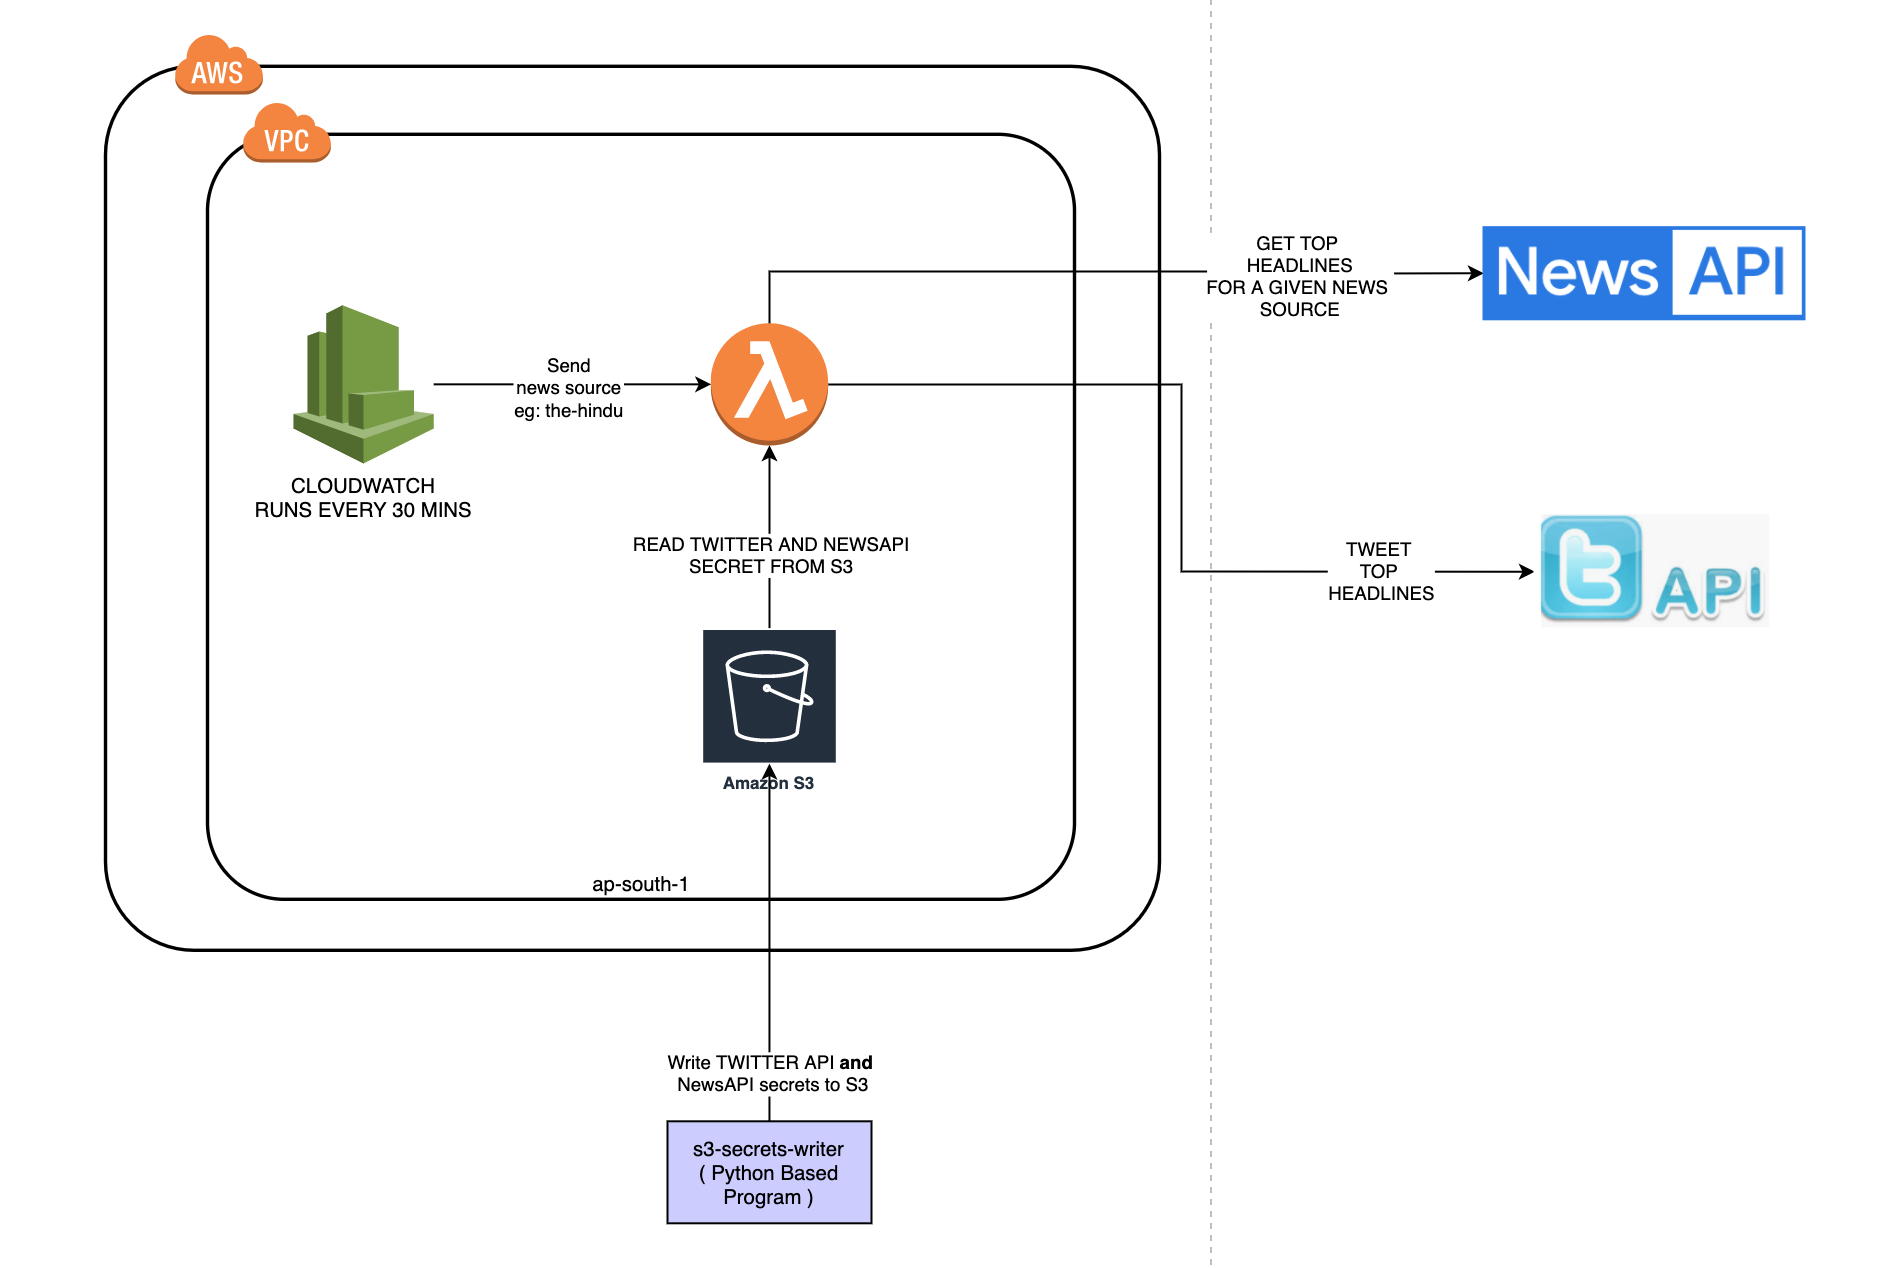 AWS
VPC
GET TOP
HEADLINES
FOR A GIVEN NEWS
SOURCE
News API
Send
news source
eg: the-hindu
CLOUDWATCH
RUNS EVERY 30 MINS
READ TWITTER AND NEWSAPI
SECRET FROM S3
TWEET
TOP
HEADLINES
t API
Amazon S3
ap-south-1
Write TWITTER API and
NewsAPI secrets to S3
s3-secrets-writer
( Python Based
Program )